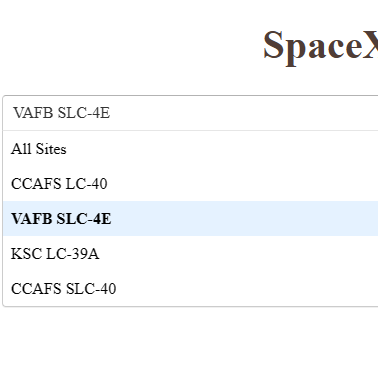 SpaceX
VAFB SLC-4E
All Sites
CCAFS LC-40
VAFB SLC-4E
KSC LC-39A
CCAFS SLC-40